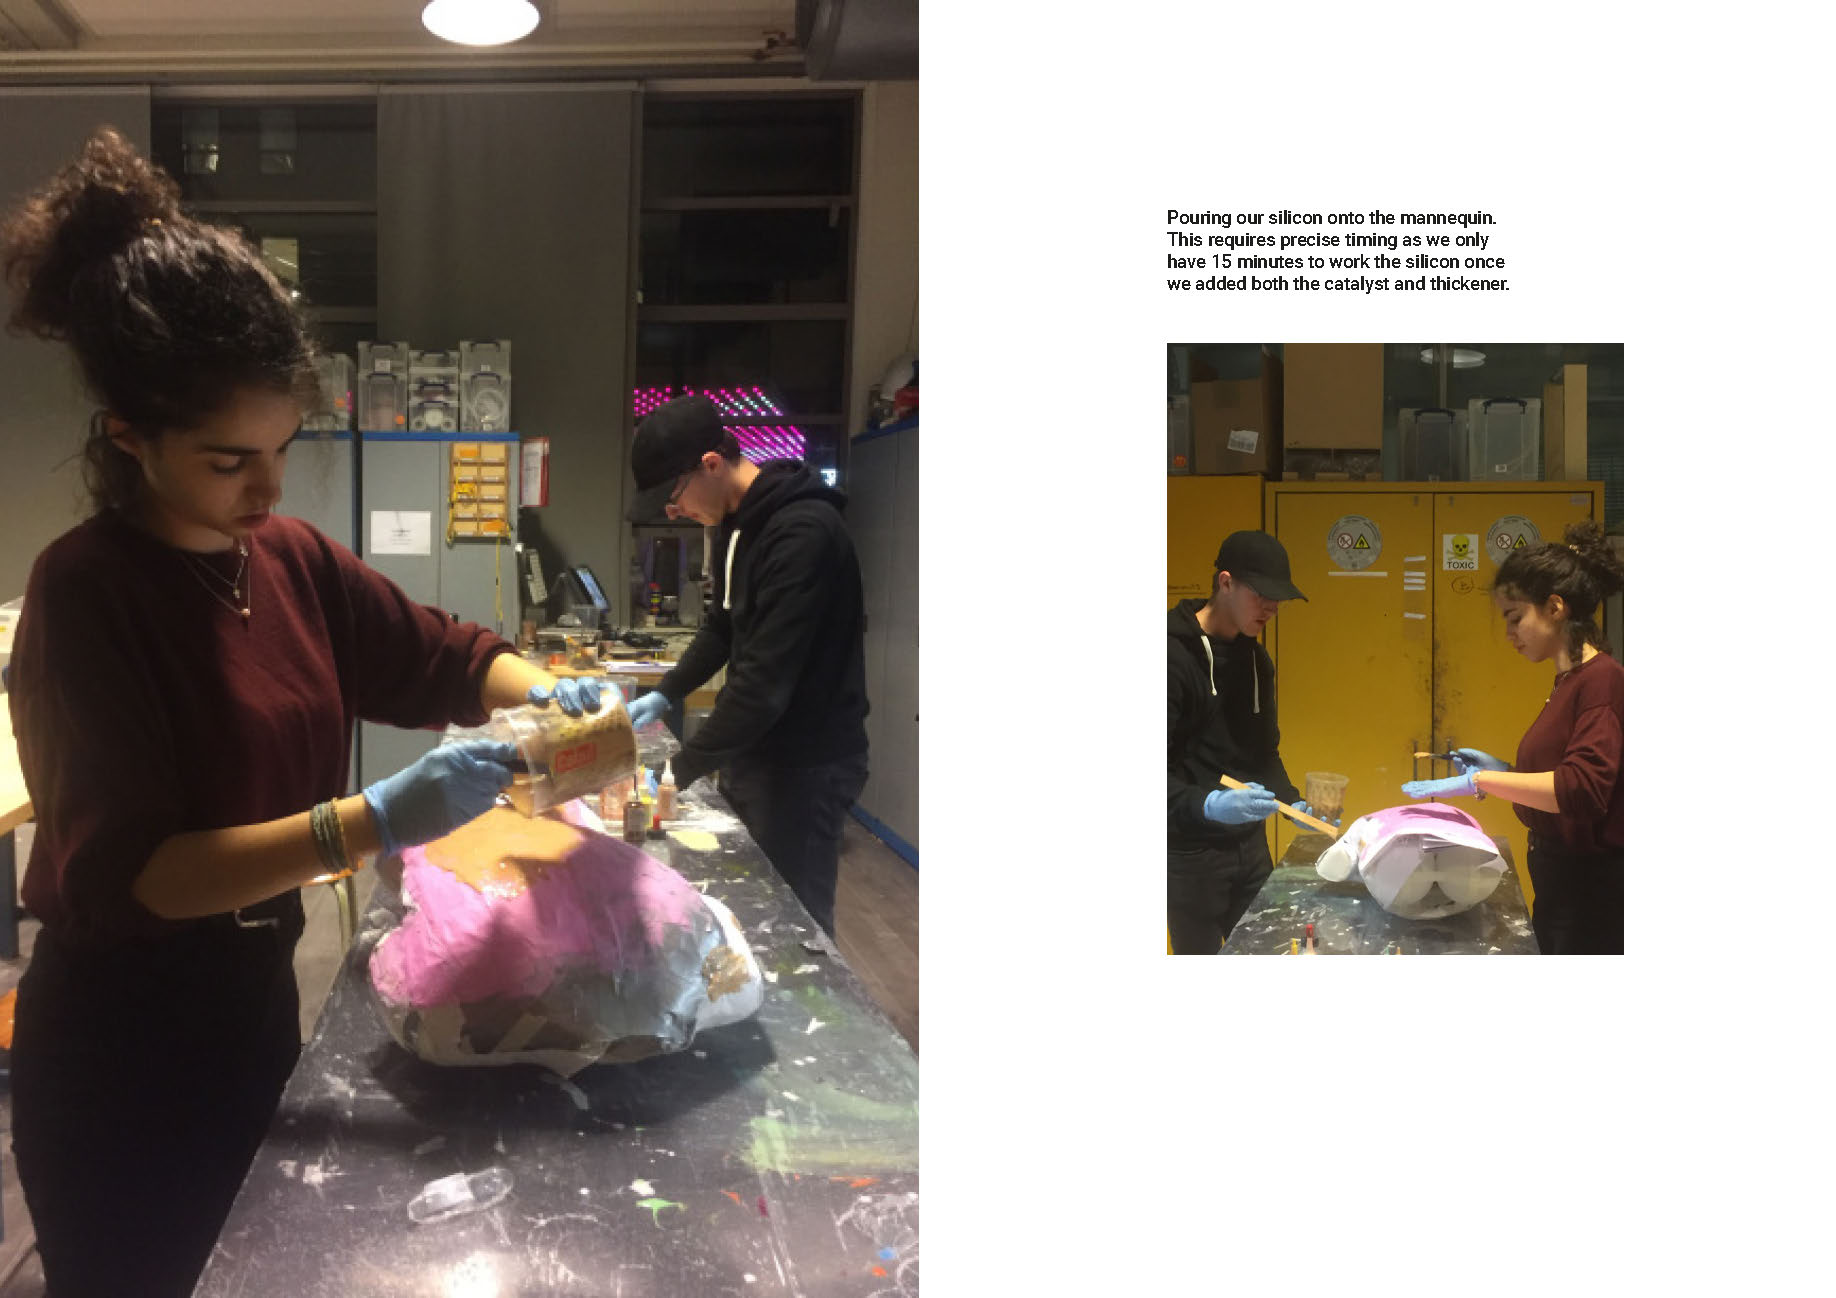 Pouring our silicon onto the mannequin.
This requires precise timing as we only
have 15 minutes to work the silicon once
we added both the catalyst and thickener.
TOXIC